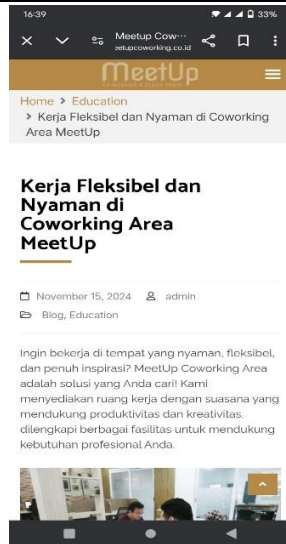 16:39
33%
Meetup Cow...
eetupcoworking.co.id
MeetUp
Home > Education
> Kerja Fleksibel dan Nyaman di Coworking
Area MeetUp
Kerja Fleksibel dan
Nyaman di
Coworking Area
MeetUp
November 15, 2024 admin
Blog, Education
Ingin bekerja di tempat yang nyaman, fleksibel,
dan penuh inspirasi? MeetUp Coworking Area
adalah solusi yang Anda cari! Kami
menyediakan ruang kerja dengan suasana yang
mendukung produktivitas dan kreativitas,
dilengkapi berbagai fasilitas untuk mendukung
kebutuhan profesional Anda.